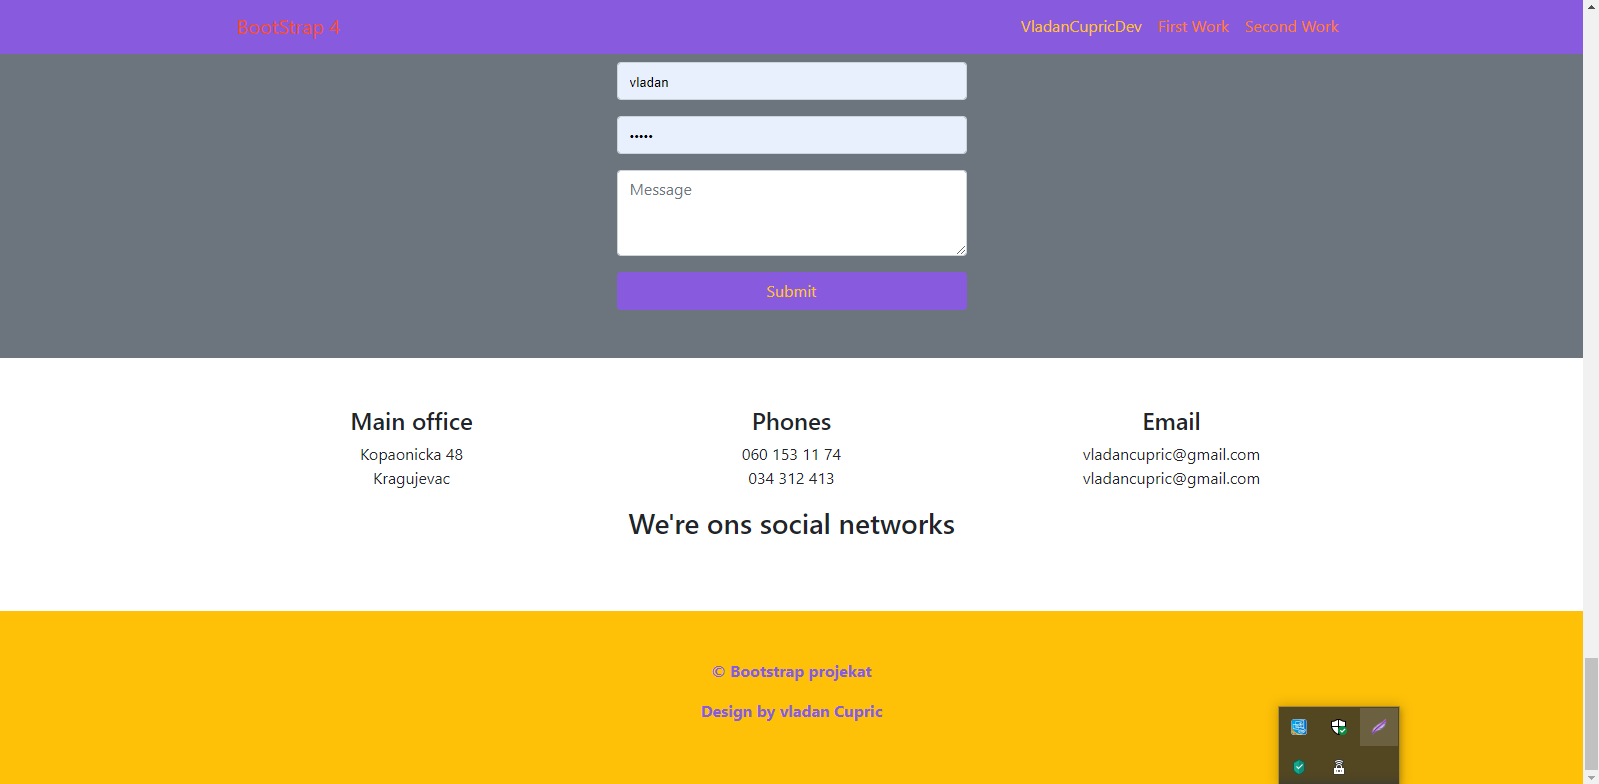 BootStrap 4 VladanCupricDev First Work Second Work
vladan
•••••
Message
Submit
Main office
Kopaonicka 48
Kragujevac
Phones
060 153 11 74
034 312 413
Email
vladancupric@gmail.com
vladancupric@gmail.com
We're ons social networks
© Bootstrap projekat
Design by vladan Cupric